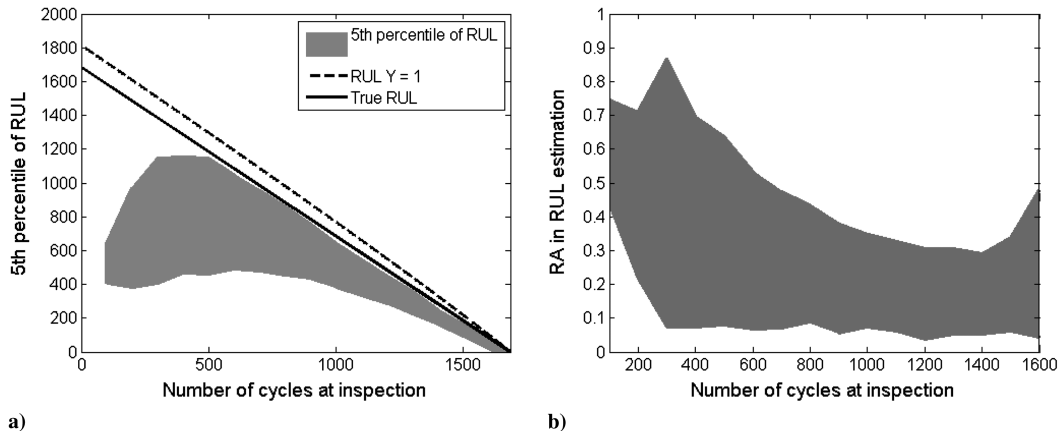 2000
1800
1600
1400
1200
1000
800
600
400
200
0
5th percentile of RUL
5th percentile of RUL
RUL Y = 1
True RUL
0 500 1000 1500
Number of cycles at inspection
a)
1
0.9
0.8
0.7
0.6
0.5
0.4
0.3
0.2
0.1
0
RA in RUL estimation
200 400 600 800 1000 1200 1400 1600
Number of cycles at inspection
b)